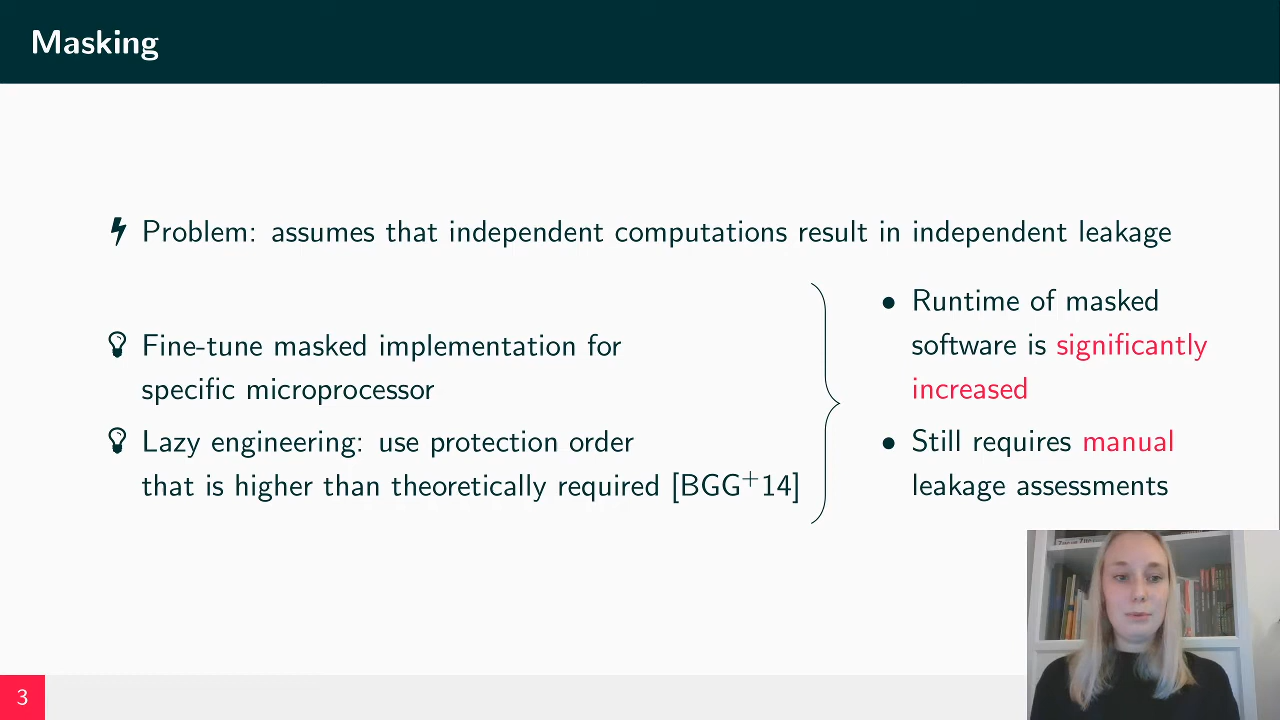 Masking
Problem: assumes that independent computations result in independent leakage
Fine-tune masked implementation for
specific microprocessor
Lazy engineering: use protection order
that is higher than theoretically required [BGG+14]
• Runtime of masked
software is significantly
increased
• Still requires manual
leakage assessments
3